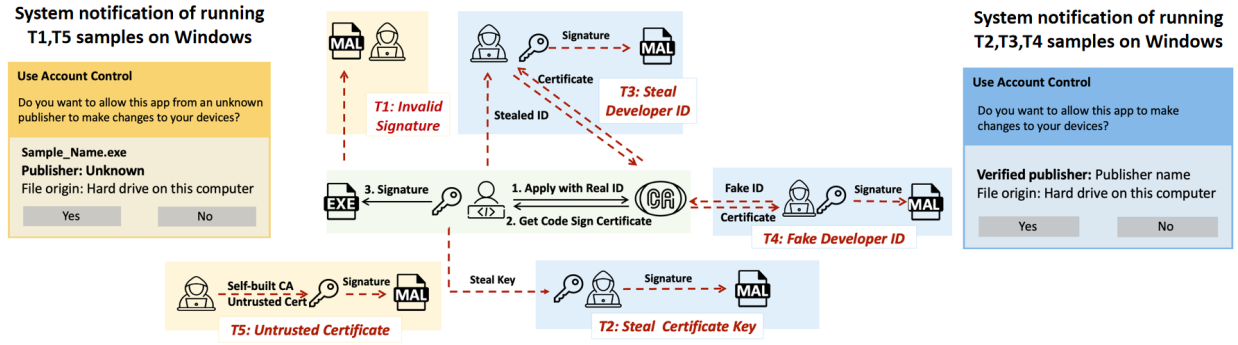 System notification of running
T1,T5 samples on Windows
Use Account Control
Do you want to allow this app from an unknown
publisher to make changes to your devices?
Sample_Name.exe
Publisher: Unknown
File origin: Hard drive on this computer
Yes
No
MAL
T1: Invalid
Signature
Signature
MAL
Certificate
T3: Steal
Developer ID
Stealed ID
EXE
3. Signature
</>
1. Apply with Real ID
2. Get Code Sign Certificate
CA
Fake ID
Certificate
Signature
MAL
T4: Fake Developer ID
Self-built CA
Untrusted Cert
Signature
MAL
T5: Untrusted Certificate
Steal Key
Signature
MAL
T2: Steal Certificate Key
System notification of running
T2,T3,T4 samples on Windows
Use Account Control
Do you want to allow this app to make
changes to your devices?
Verified publisher: Publisher name
File origin: Hard drive on this computer
Yes
No